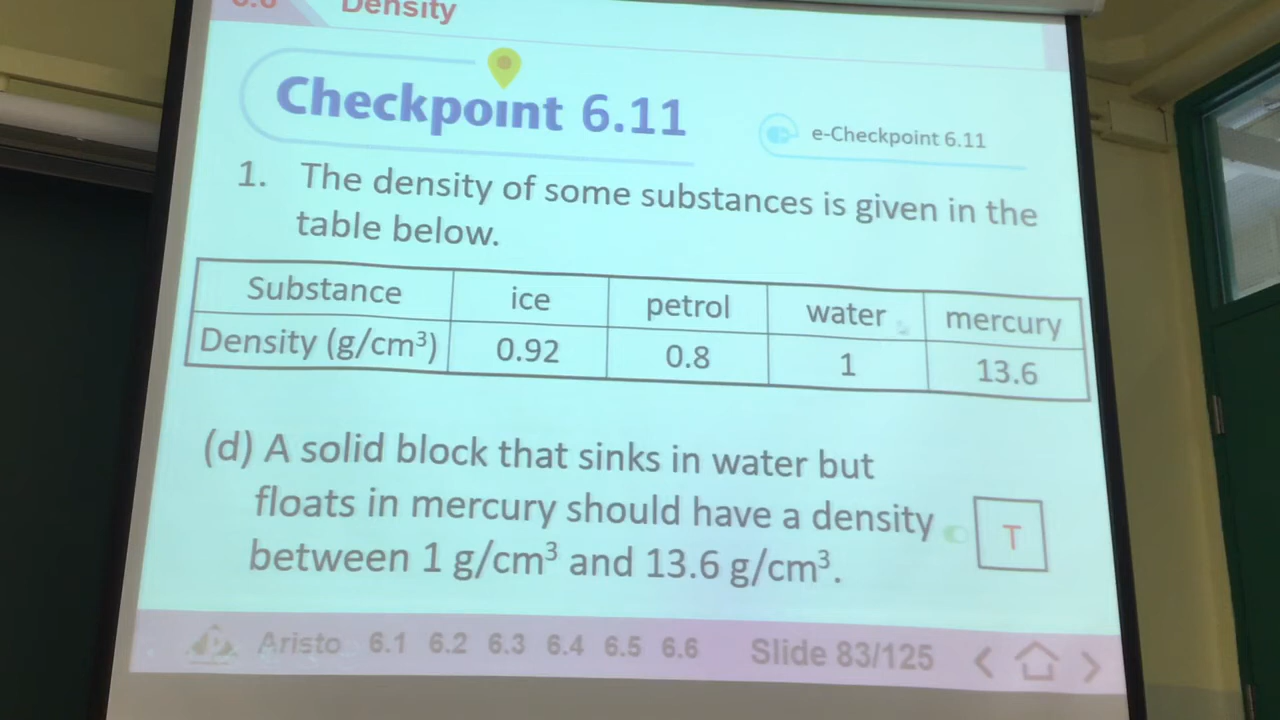 6.6 Density
Checkpoint 6.11
e-Checkpoint 6.11
1. The density of some substances is given in the
table below.
Substance ice petrol water mercury
Density (g/cm³) 0.92 0.8 1 13.6
(d) A solid block that sinks in water but
floats in mercury should have a density
between 1 g/cm³ and 13.6 g/cm³.
T
Aristo 6.1 6.2 6.3 6.4 6.5 6.6 Slide 83/125